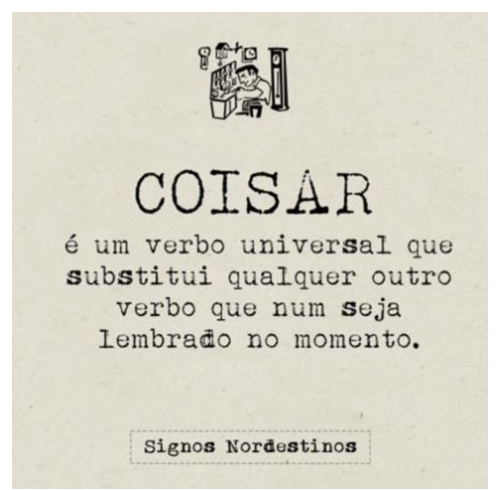 COISAR
é um verbo universal que
substitui qualquer outro
verbo que num seja
lembrado no momento.
Signos Nordestinos